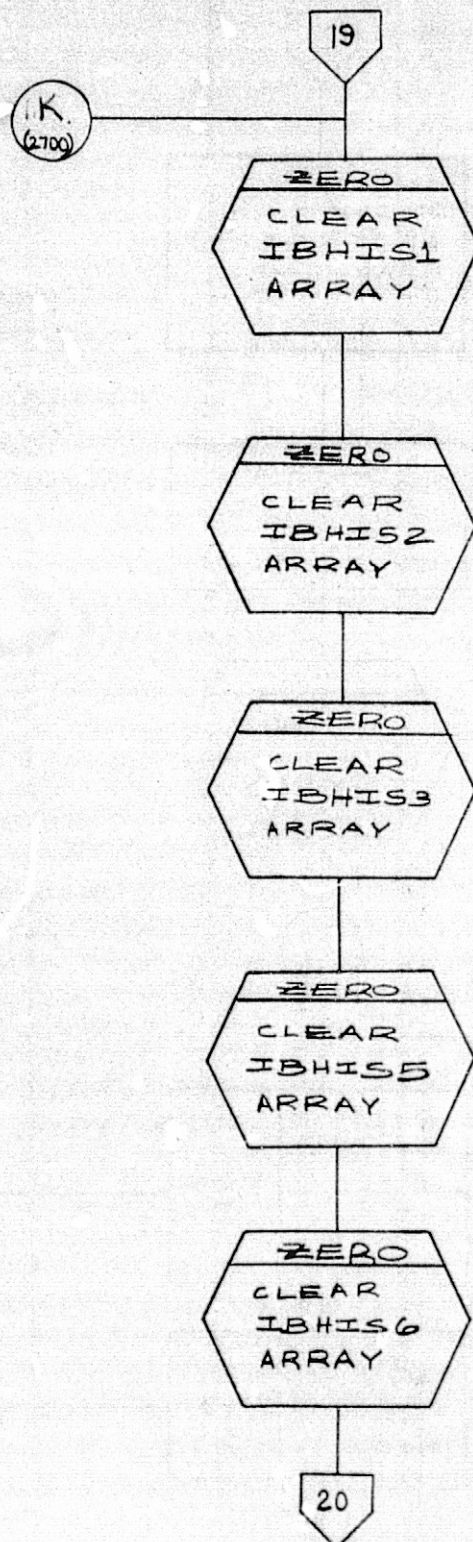 19
1K.
(2700)
ZERO
CLEAR
IBHIS1
ARRAY
ZERO
CLEAR
IBHIS2
ARRAY
ZERO
CLEAR
IBHIS3
ARRAY
ZERO
CLEAR
IBHIS5
ARRAY
ZERO
CLEAR
IBHIS6
ARRAY
20